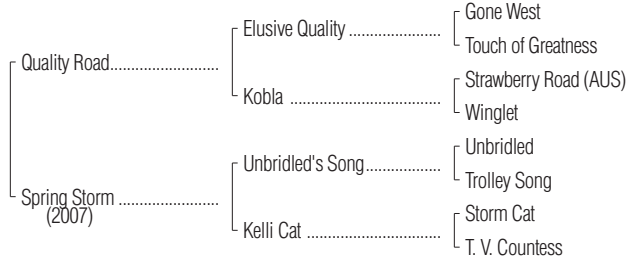 Gone West
Elusive Quality
Touch of Greatness
Quality Road
Strawberry Road (AUS)
Kobla
Winglet
Unbridled
Unbridled's Song
Trolley Song
Spring Storm
(2007)
Storm Cat
Kelli Cat
T. V. Countess